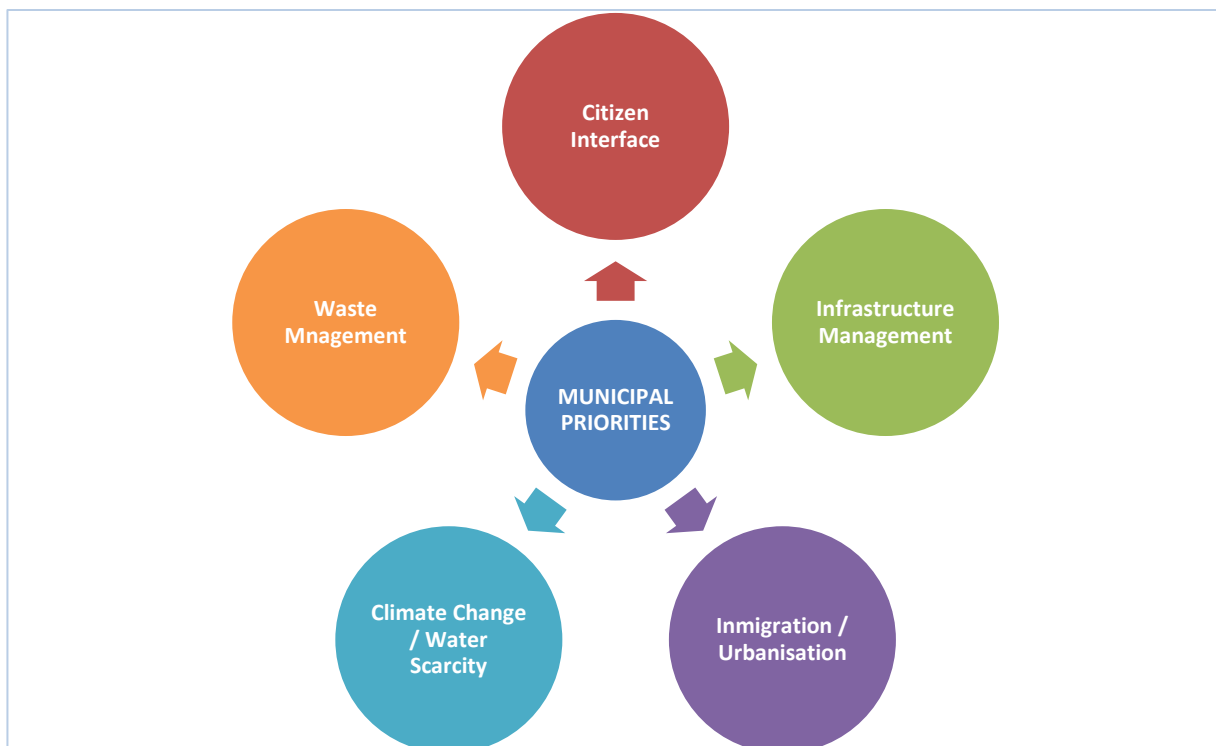 Citizen
Interface
Waste
Mnagement
Infrastructure
Management
MUNICIPAL
PRIORITIES
Climate Change
/ Water
Scarcity
Inmigration /
Urbanisation